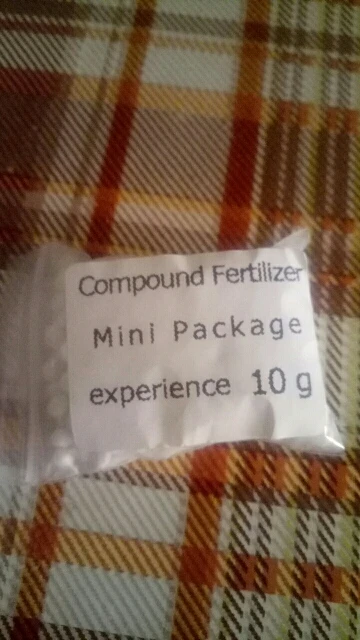 Compound Fertilizer
Mini Package
experience 10 g